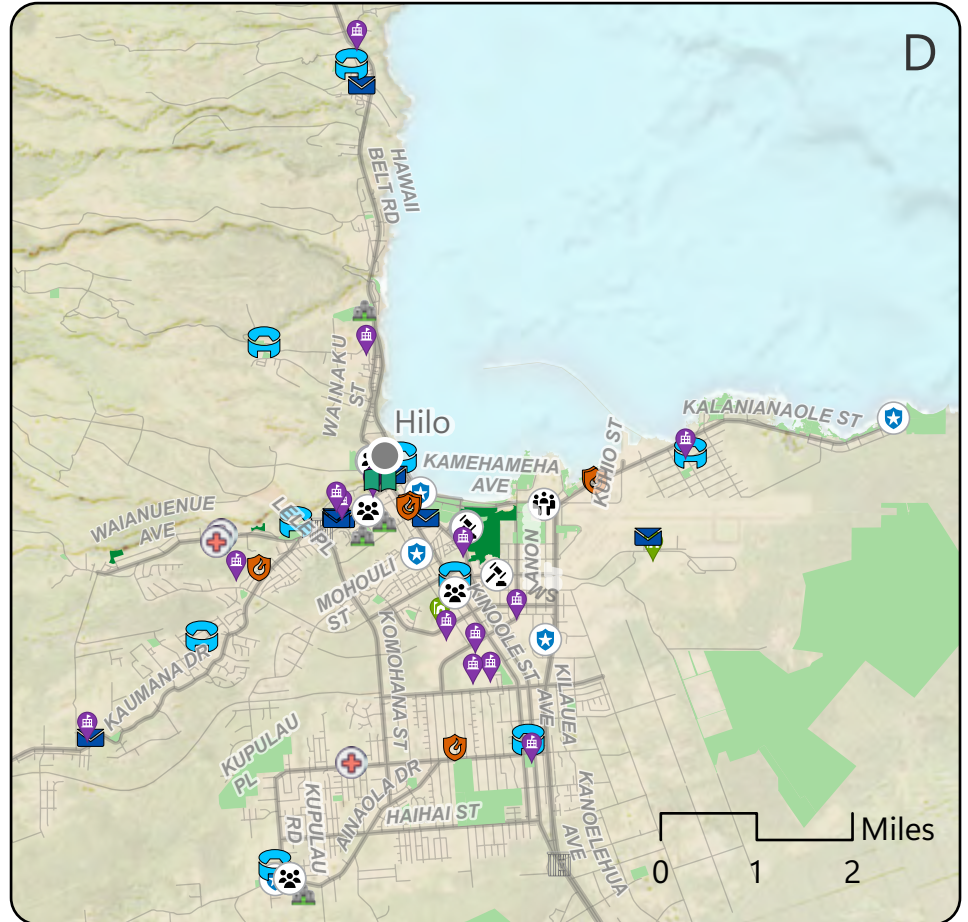 D
HAWAII
BELT RD
WAINAKU
ST
Hilo
KALANIANAOLE ST
KAMEHAMEHA
AVE
KUHIO ST
WAIANUENUE
AVE
LELE PL
MOHOULI
ST
KINOOLE ST
KOMOHANA ST
KAUMANA DR
KILAUEA
AVE
KUPULAU
PL
AINAOLA DR
HAIHAI ST
KUPULAU
RD
KANOELEHUA
AVE
Miles
0 1 2